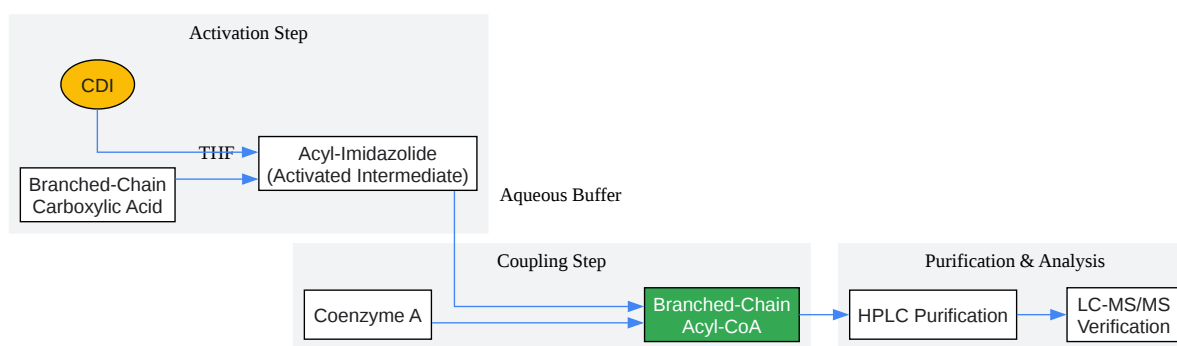 Activation Step
CDI
THF
Acyl-Imidazolide
(Activated Intermediate)
Branched-Chain
Carboxylic Acid
Aqueous Buffer
Coupling Step
Coenzyme A
Branched-Chain
Acyl-CoA
Purification & Analysis
HPLC Purification
LC-MS/MS
Verification